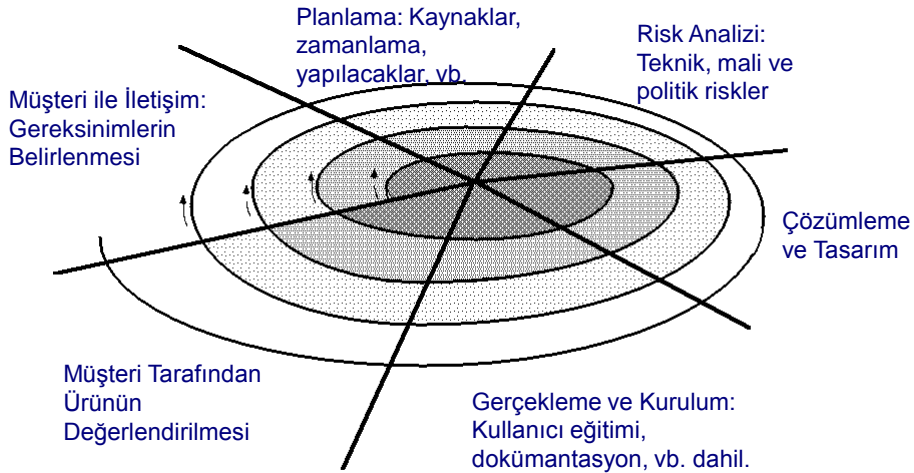 Planlama: Kaynaklar,
zamanlama,
yapılacaklar, vb.
Risk Analizi:
Teknik, mali ve
politik riskler
Müşteri ile İletişim:
Gereksinimlerin
Belirlenmesi
Çözümleme
ve Tasarım
Müşteri Tarafından
Ürünün
Değerlendirilmesi
Gerçekleme ve Kurulum:
Kullanıcı eğitimi,
dokümantasyon, vb. dahil.